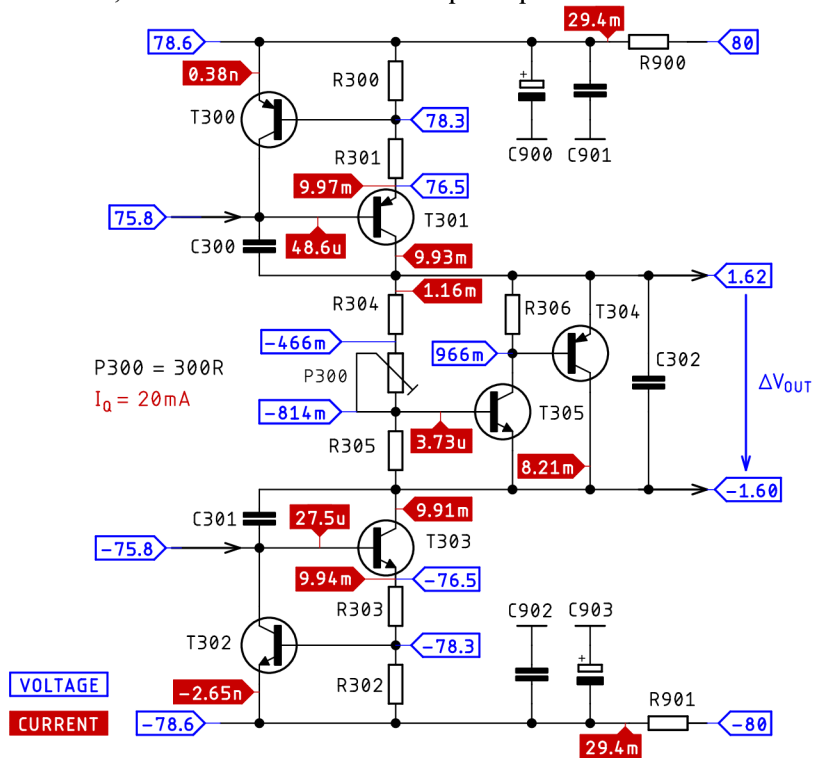 29.4m
78.6
80
R900
0.38n
R300
T300
78.3
+
R301
C900
C901
9.97m
76.5
75.8
T301
C300
48.6u
9.93m
1.62
1.16m
R304
R306
T304
-466m
966m
C302
P300 = 300R
P300
ΔVOUT
IQ = 20mA
-814m
T305
3.73u
R305
8.21m
-1.60
C301
27.5u
9.91m
T303
-75.8
9.94m
-76.5
R303
C902
C903
T302
-78.3
+
VOLTAGE
-2.65n
R302
R901
CURRENT
-78.6
-80
29.4m